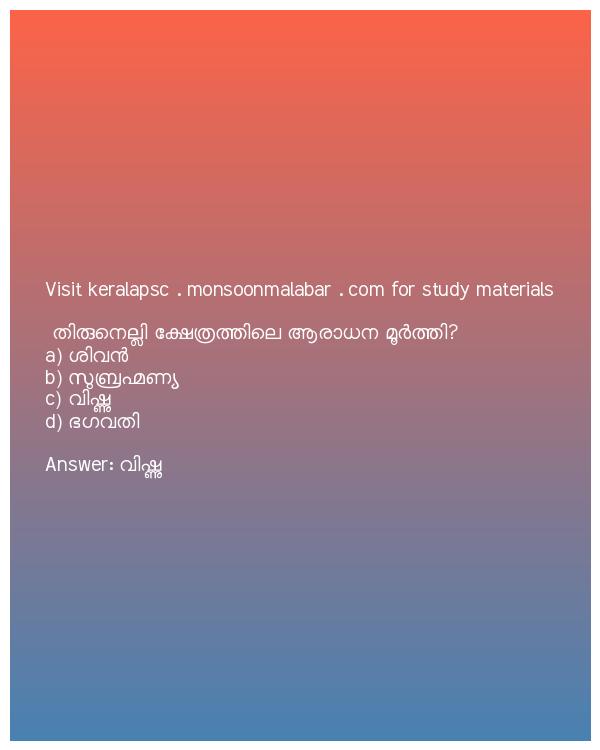 Visit keralapsc . monsoonmalabar . com for study materials
തിരുനെല്ലി ക്ഷേത്രത്തിലെ ആരാധന മൂർത്തി?
a) ശിവൻ
b) സുബ്രഹ്മണ്യ
c) വിഷ്ണു
d) ഭഗവതി
Answer: വിഷ്ണു